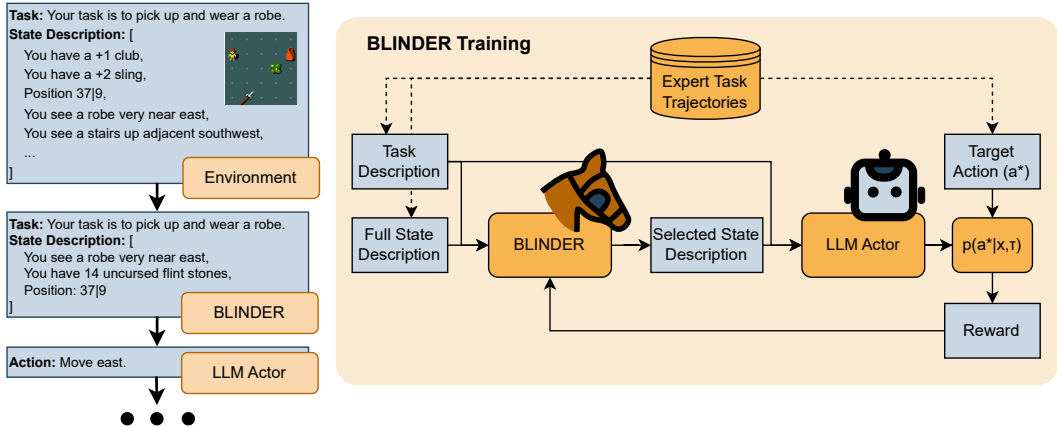 Task: Your task is to pick up and wear a robe.
State Description: [
You have a +1 club,
You have a +2 sling,
Position 37|9,
You see a robe very near east,
You see a stairs up adjacent southwest,
...
]
Environment
Task: Your task is to pick up and wear a robe.
State Description: [
You see a robe very near east,
You have 14 uncursed flint stones,
Position: 37|9
]
BLINDER
Action: Move east.
LLM Actor
BLINDER Training
Expert Task
Trajectories
Task
Description
Target
Action (a*)
Full State
Description
BLINDER
Selected State
Description
LLM Actor
p(a*|x,τ)
Reward